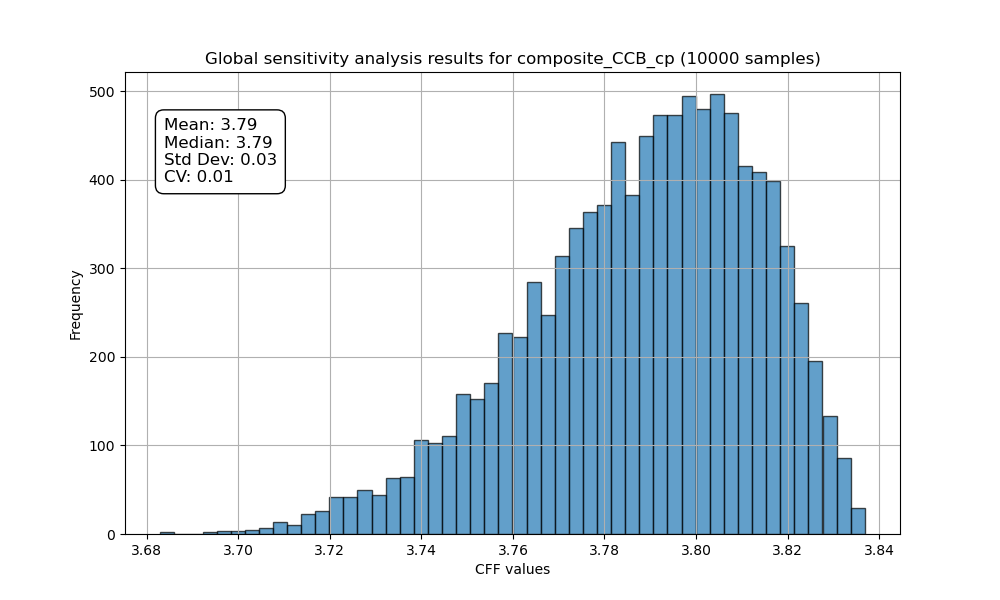 Global sensitivity analysis results for composite_CCB_cp (10000 samples)
Mean: 3.79
Median: 3.79
Std Dev: 0.03
CV: 0.01
Frequency
500
400
300
200
100
0
3.68 3.70 3.72 3.74 3.76 3.78 3.80 3.82 3.84
CFF values